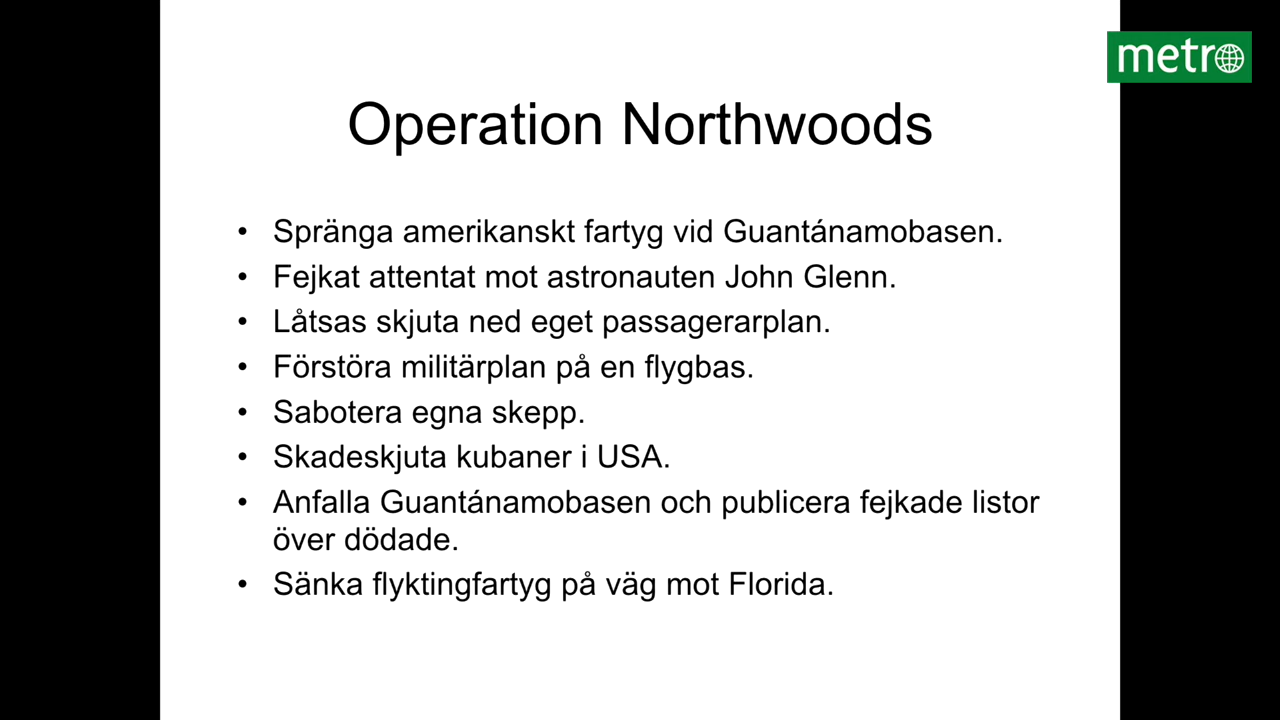 metro
Operation Northwoods
• Spränga amerikanskt fartyg vid Guantánamobasen.
• Fejkat attentat mot astronauten John Glenn.
• Låtsas skjuta ned eget passagerarplan.
• Förstöra militärplan på en flygbas.
• Sabotera egna skepp.
• Skadeskjuta kubaner i USA.
• Anfalla Guantánamobasen och publicera fejkade listor
över dödade.
• Sänka flyktingfartyg på väg mot Florida.